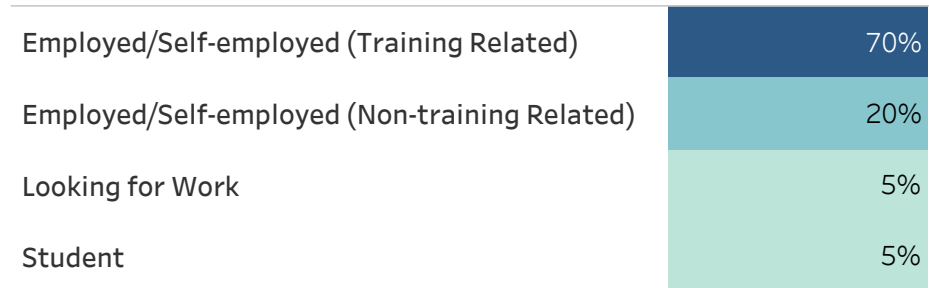 Employed/Self-employed (Training Related) 70%
Employed/Self-employed (Non-training Related) 20%
Looking for Work 5%
Student 5%